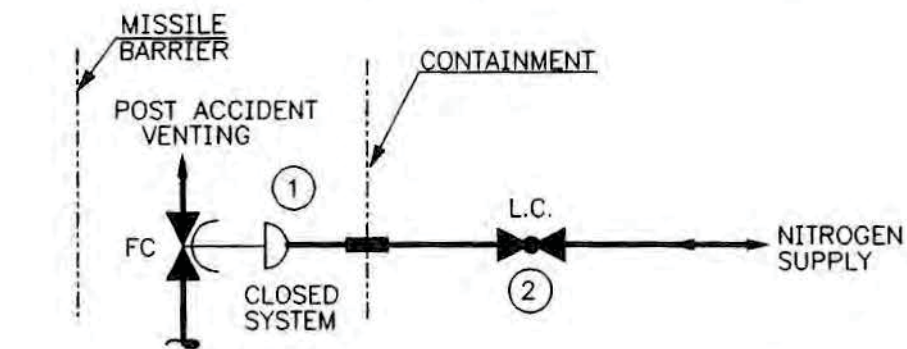 MISSILE
BARRIER
CONTAINMENT
POST ACCIDENT
VENTING
1
L.C.
FC
NITROGEN
SUPPLY
CLOSED
SYSTEM
2